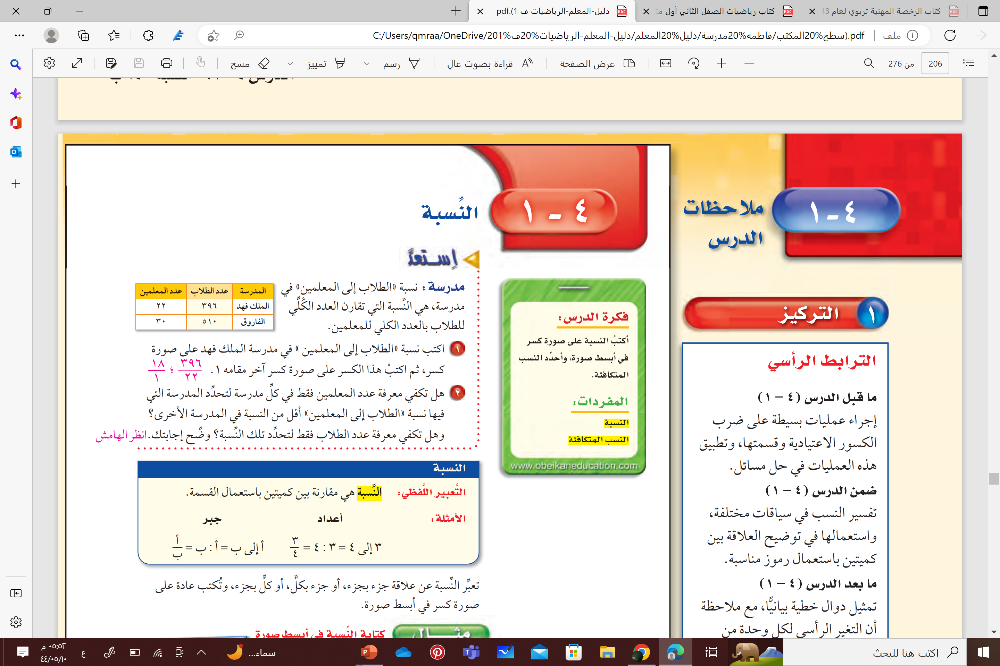 كتاب الرخصة المهنية تربوي لعام 43
كتاب رياضيات الصفل الثاني أول
دليل-المعلم-الرياضيات ف 1).pdf
ملف
C:/Users/qmraa/OneDrive/201%سطح%20المكتب/فاطمه%20مدرسة/دليل%20المعلم/دليل-المعلم-الرياضيات%20ف).pdf
206
من 276
عرض الصفحة
قراءة بصوت عالٍ
رسم
تمييز
مسح
٤ - ١
ملاحظات
الدرس
١ التركيز
الترابط الرأسي
ما قبل الدرس (٤ – ١)
إجراء عمليات بسيطة على ضرب
الكسور الاعتيادية وقسمتها، وتطبيق
هذه العمليات في حل مسائل.
ضمن الدرس (٤ – ١)
تفسير النسب في سياقات مختلفة،
واستعمالها في توضيح العلاقة بين
كميتين باستعمال رموز مناسبة.
ما بعد الدرس (٤ – ١)
تمثيل دوال خطية بيانيًّا، مع ملاحظة
أن التغير الرأسي لكل وحدة من
٤ - ١
النِّسبة
فكرة الدرس:
أكتبُ النسبة على صورة كسر
في أبسط صورة، وأحدِّد النسب
المتكافئة.
المفردات:
النسبة
النسب المتكافئة
www.obeikaneducation.com
إستعدَّ
مدرسة: نسبة «الطلاب إلى المعلمين» في
مدرسة، هي النِّسبة التي تقارن العدد الكُلِّي
للطلاب بالعدد الكلي للمعلمين.
المدرسة عدد الطلاب عدد المعلمين
الملك فهد ٣٩٦ ٢٢
الفاروق ٥١٠ ٣٠
١ اكتب نسبة «الطلاب إلى المعلمين » في مدرسة الملك فهد على صورة
كسر، ثم اكتبْ هذا الكسر على صورة كسر آخر مقامه ١. ٣٩٦/٢٢ ؛ ١٨/١
٢ هل تكفي معرفة عدد المعلمين فقط في كلِّ مدرسة لتحدِّد المدرسة التي
فيها نسبة «الطلاب إلى المعلمين» أقل من النسبة في المدرسة الأخرى؟
وهل تكفي معرفة عدد الطلاب فقط لتحدِّد تلك النِّسبة؟ وضِّح إجابتك. انظر الهامش
النسبة
التَّعبير اللَّفظي: النِّسبة هي مقارنة بين كميتين باستعمال القسمة.
الأمثلة: أعداد جبر
٣ إلى ٤ = ٣ : ٤ = ٣/٤ أ إلى ب = أ : ب = أ/ب
تعبِّر النِّسبة عن علاقة جزء بجزء، أو جزء بكلٍّ، أو كلٍّ بجزء، وتُكتب عادة على
صورة كسر في أبسط صورة.
مثـــال كتابة النِّسبة في أبسط صورة
اكتب هنا للبحث
سماء...
ع
٠٥:٥٢ م
٤٤/٠٥/١٠